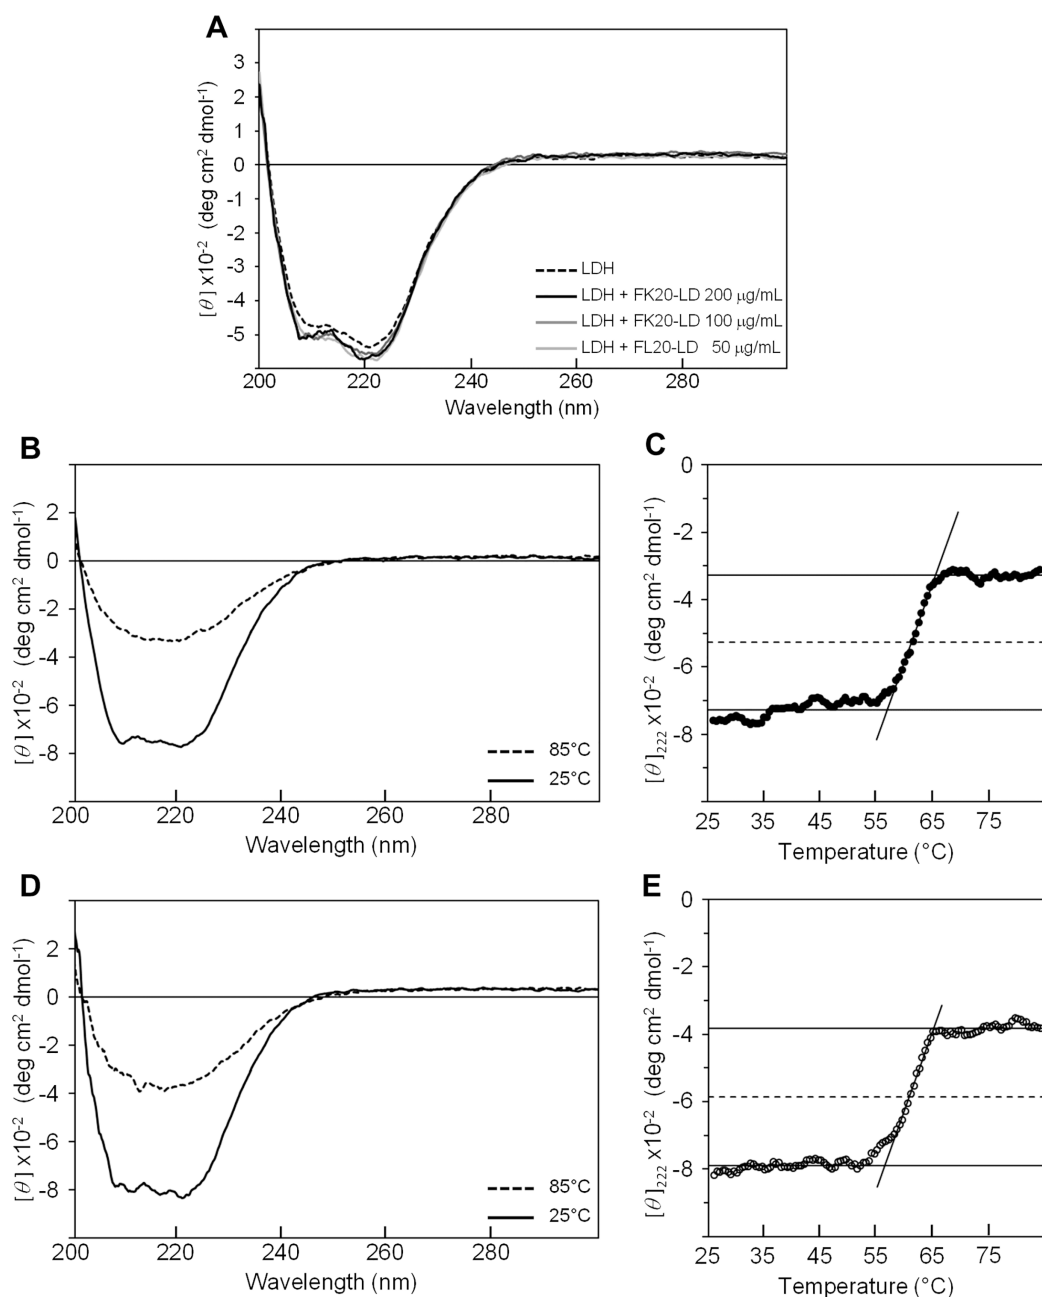 A
[θ] x10-2 (deg cm2 dmol-1)
3
2
1
0
-1
-2
-3
-4
-5
LDH
LDH + FK20-LD 200 μg/mL
LDH + FK20-LD 100 μg/mL
LDH + FL20-LD 50 μg/mL
200 220 240 260 280
Wavelength (nm)
B
[θ] x10-2 (deg cm2 dmol-1)
2
0
-2
-4
-6
-8
85°C
25°C
200 220 240 260 280
Wavelength (nm)
C
[θ]222 x10-2 (deg cm2 dmol-1)
0
-2
-4
-6
-8
25 35 45 55 65 75
Temperature (°C)
D
[θ] x10-2 (deg cm2 dmol-1)
2
0
-2
-4
-6
-8
85°C
25°C
200 220 240 260 280
Wavelength (nm)
E
[θ]222 x10-2 (deg cm2 dmol-1)
0
-2
-4
-6
-8
25 35 45 55 65 75
Temperature (°C)